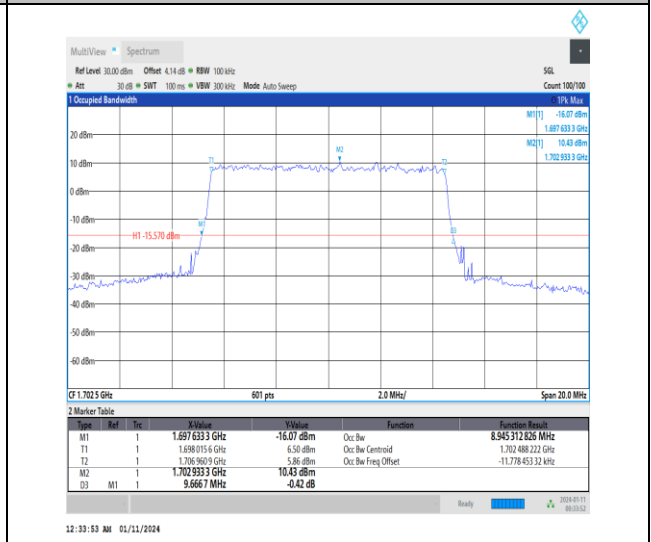 MultiView Spectrum
Ref Level 30.00 dBm Offset 4.14 dB RBW 100 kHz SGL
Att 30 dB SWT 100 ms VBW 300 kHz Mode Auto Sweep Count 100/100
1 Occupied Bandwidth 1Pk Max
M1[1] -16.07 dBm
1.697 633 3 GHz
20 dBm
M2[1] 10.43 dBm
1.702 933 3 GHz
M2
10 dBm
T1 T2
0 dBm
-10 dBm
M1
D3
H1 -15.570 dBm
-20 dBm
-30 dBm
-40 dBm
-50 dBm
-60 dBm
CF 1.702 5 GHz 601 pts 2.0 MHz/ Span 20.0 MHz
2 Marker Table
Type Ref Trc X-Value Y-Value Function Function Result
M1 1 1.697 633 3 GHz -16.07 dBm Occ Bw 8.945 312 826 MHz
T1 1 1.698 015 6 GHz 6.50 dBm Occ Bw Centroid 1.702 488 222 GHz
T2 1 1.706 960 9 GHz 5.86 dBm Occ Bw Freq Offset -11.778 453 32 kHz
M2 1 1.702 933 3 GHz 10.43 dBm
D3 M1 1 9.666 7 MHz -0.42 dB
Ready 2024-01-11
00:33:52
12:33:53 AM 01/11/2024